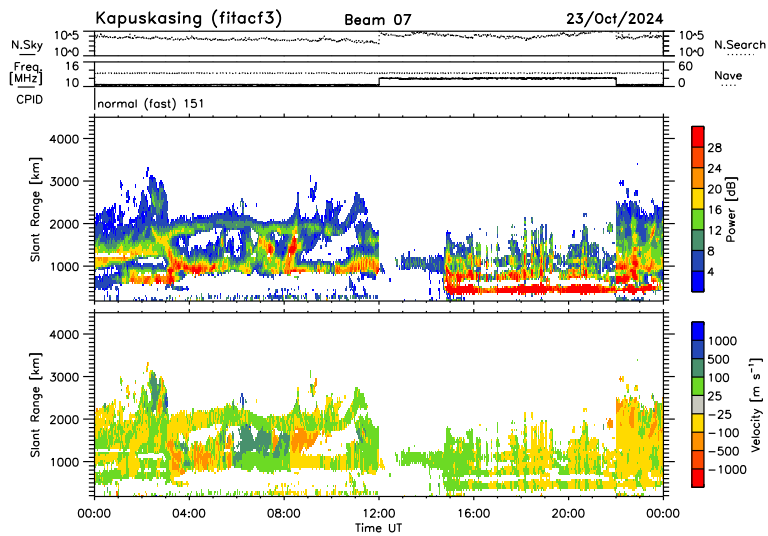 Kapuskasing (fitacf3) Beam 07 23/Oct/2024
N.Sky 10^5 10^0 10^5 10^0 N.Search
Freq. [MHz] 16 10 60 0 Nave
CPID normal (fast) 151
Slant Range [km] 4000 3000 2000 1000
28 24 20 16 12 8 4 Power [dB]
Slant Range [km] 4000 3000 2000 1000
1000 500 100 25 −25 −100 −500 −1000 Velocity [m s⁻¹]
00:00 04:00 08:00 12:00 16:00 20:00 00:00
Time UT